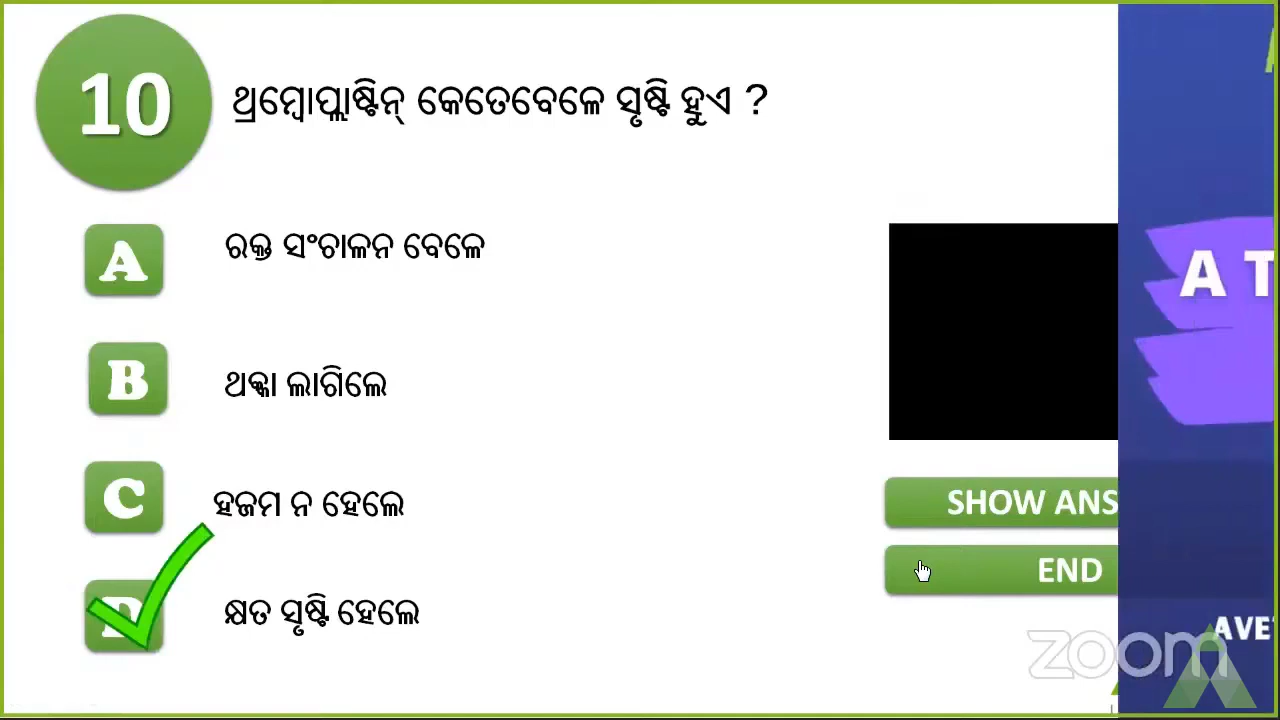 10
ଥ୍ରମ୍ବୋପ୍ଲାଷ୍ଟିନ୍ କେତେବେଳେ ସୃଷ୍ଟି ହୁଏ ?
A ରକ୍ତ ସଂଚାଳନ ବେଳେ
B ଥକ୍କା ଲାଗିଲେ
C ହଜମ ନ ହେଲେ
D କ୍ଷତ ସୃଷ୍ଟି ହେଲେ
SHOW ANS
END
A T
AVE
zoom